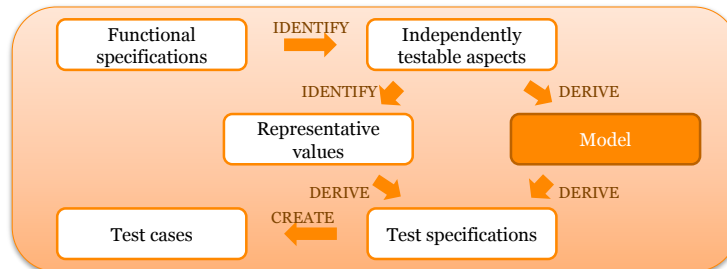 Functional
specifications
IDENTIFY
Independently
testable aspects
IDENTIFY
DERIVE
Representative
values
Model
DERIVE
DERIVE
CREATE
Test cases
Test specifications